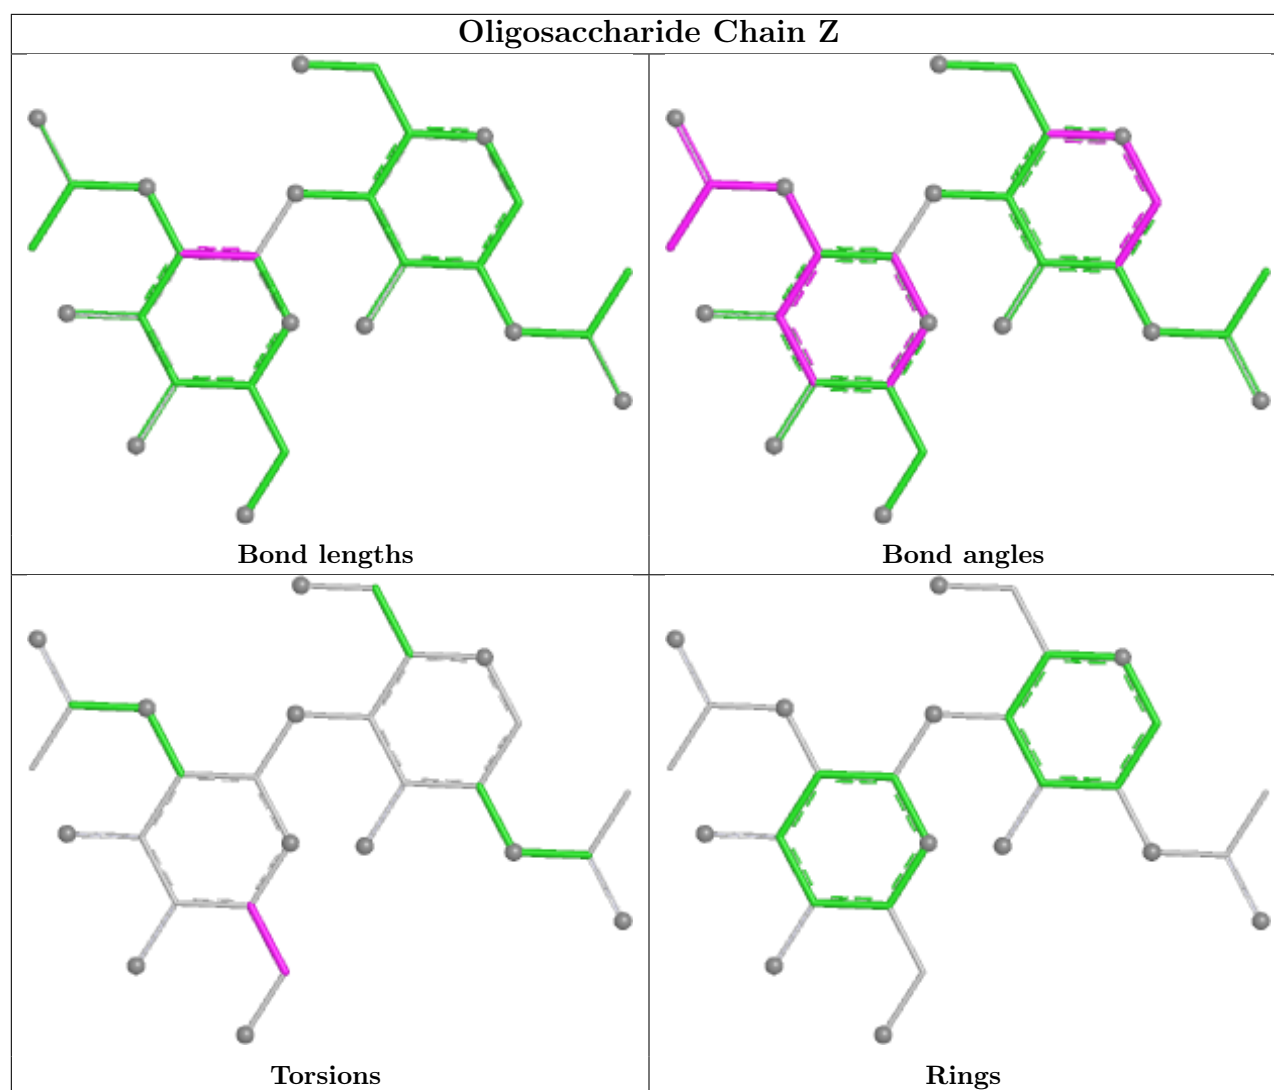 Oligosaccharide Chain Z
Bond lengths
Bond angles
Torsions
Rings